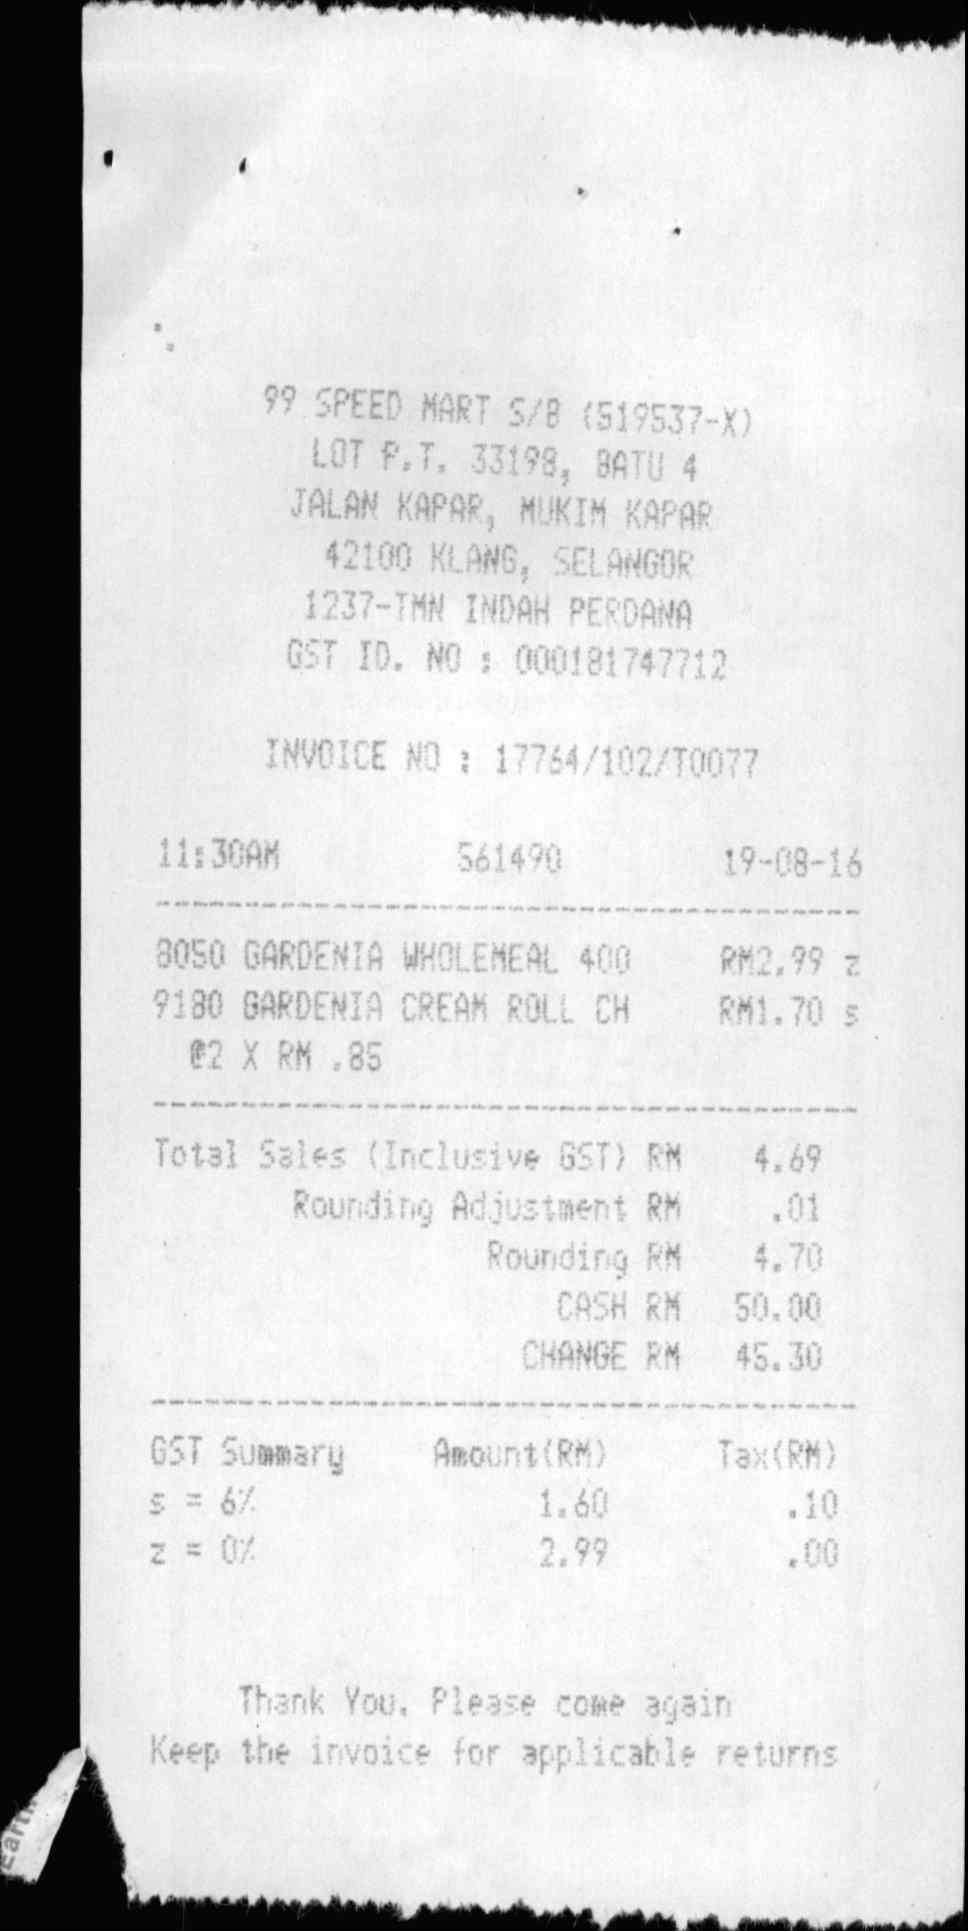 99 SPEED MART S/B (519537-X)
LOT P.T. 33198, BATU 4
JALAN KAPAR, MUKIM KAPAR
42100 KLANG, SELANGOR
1237-TMN INDAH PERDANA
GST ID. NO : 000181747712
INVOICE NO : 17764/102/T0077
11:30AM 561490 19-08-16
8050 GARDENIA WHOLEMEAL 400 RM2.99 z
9180 GARDENIA CREAM ROLL CH RM1.70 s
@2 X RM .85
Total Sales (Inclusive GST) RM 4.69
Rounding Adjustment RM .01
Rounding RM 4.70
CASH RM 50.00
CHANGE RM 45.30
GST Summary Amount(RM) Tax(RM)
s = 6% 1.60 .10
z = 0% 2.99 .00
Thank You. Please come again
Keep the invoice for applicable returns